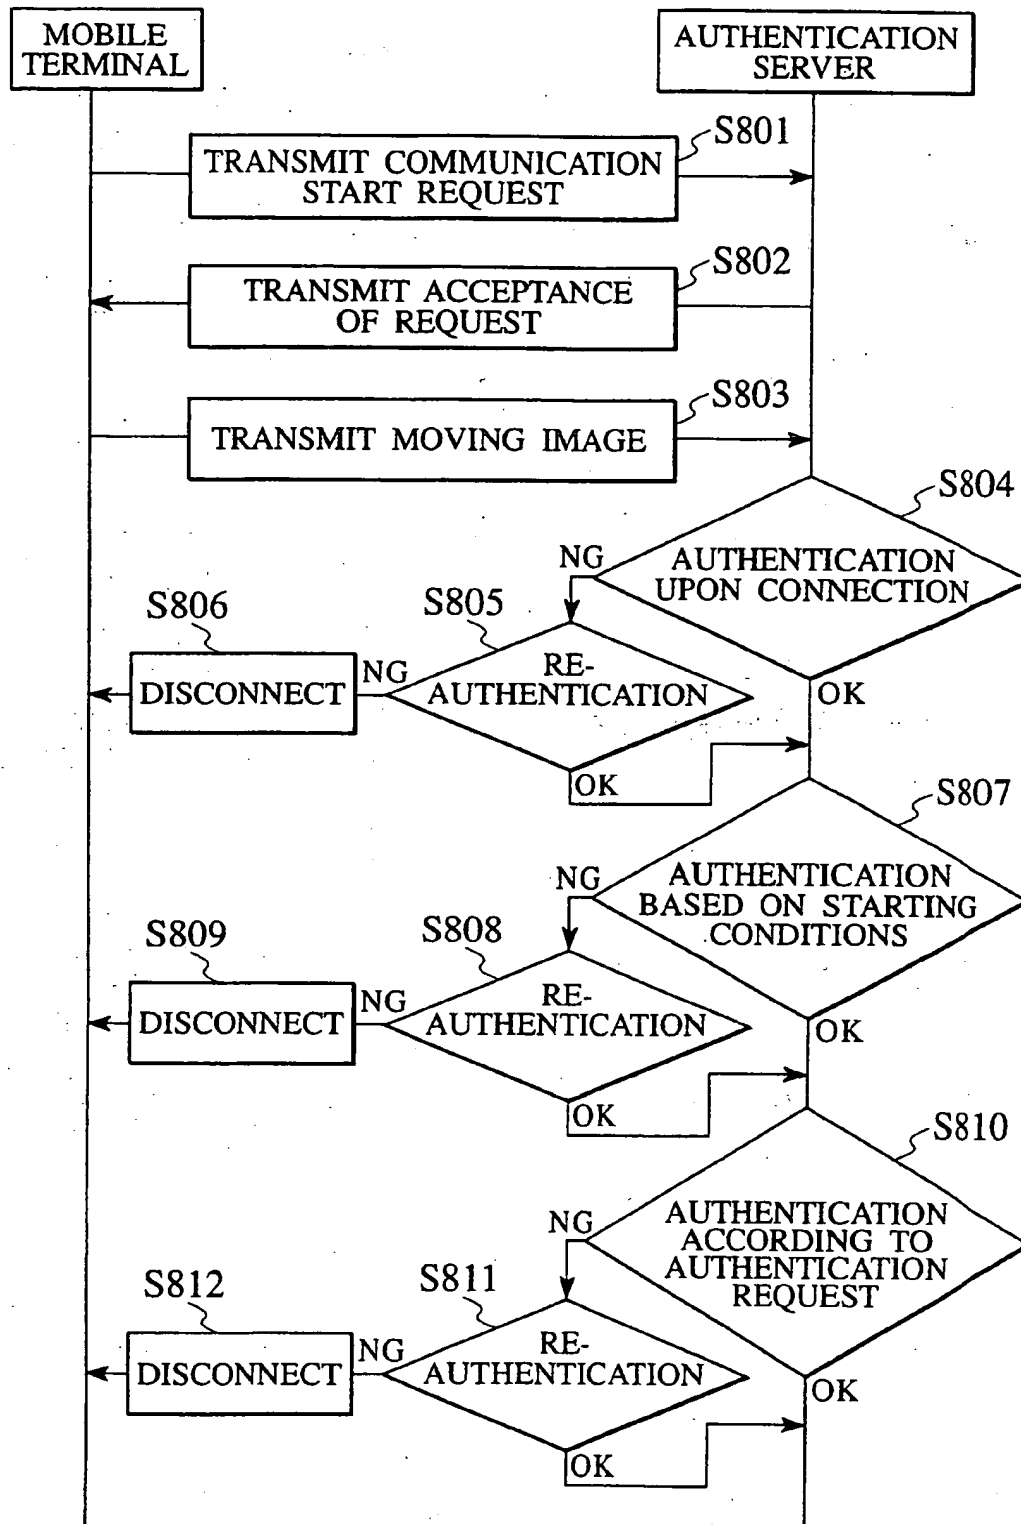 MOBILE
TERMINAL
AUTHENTICATION
SERVER
S801
TRANSMIT COMMUNICATION
START REQUEST
S802
TRANSMIT ACCEPTANCE
OF REQUEST
S803
TRANSMIT MOVING IMAGE
S804
AUTHENTICATION
UPON CONNECTION
NG
OK
S805
RE-
AUTHENTICATION
NG
OK
S806
DISCONNECT
S807
AUTHENTICATION
BASED ON STARTING
CONDITIONS
NG
OK
S808
RE-
AUTHENTICATION
NG
OK
S809
DISCONNECT
S810
AUTHENTICATION
ACCORDING TO
AUTHENTICATION
REQUEST
NG
OK
S811
RE-
AUTHENTICATION
NG
OK
S812
DISCONNECT